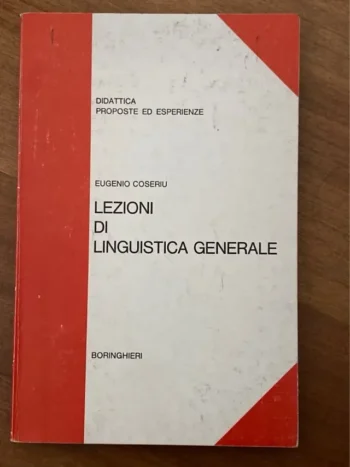 DIDATTICA
PROPOSTE ED ESPERIENZE
EUGENIO COSERIU
LEZIONI
DI
LINGUISTICA GENERALE
BORINGHIERI